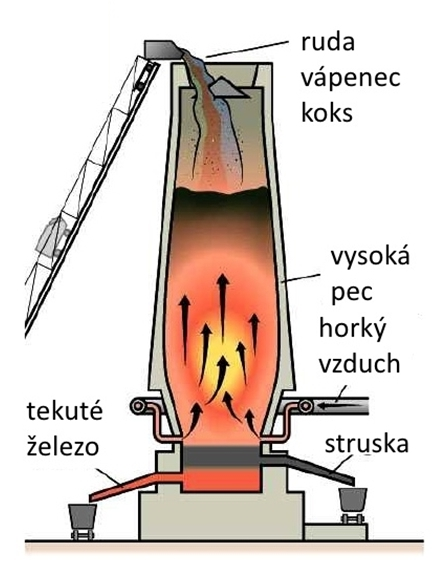 ruda
vápenec
koks
vysoká
pec
horký
vzduch
tekuté
železo
struska